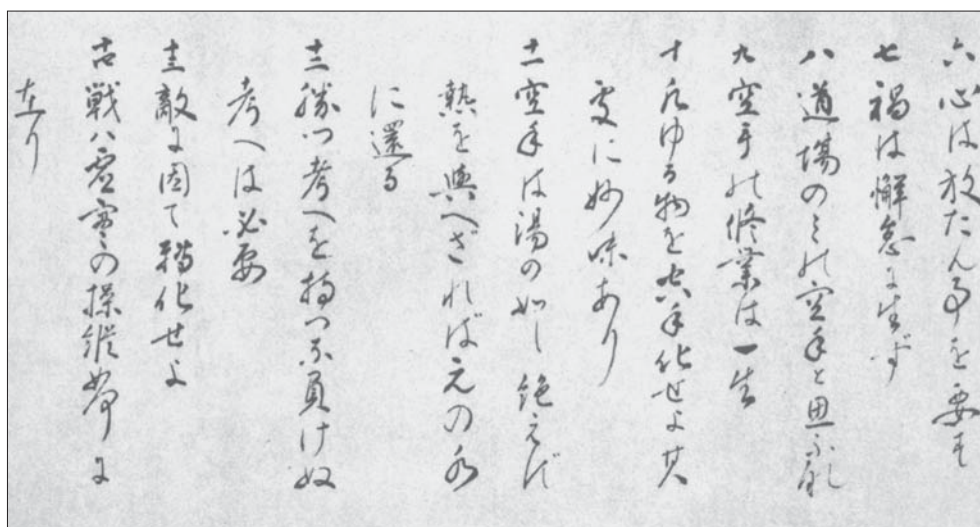 六 心は放たん事を要す
七 禍は懈怠に生ず
八 道場のみの空手と思ふな
九 空手の修業は一生
十 凡ゆる物を空手化せよ其
処に妙味あり
十一 空手は湯の如し絶えず
熱を與へざれば元の水
に還る
十二 勝つ考へを持つな負けぬ
考へは必要
十三 敵に因て轉化せよ
十四 戦は虚実の操縦如何に
在り